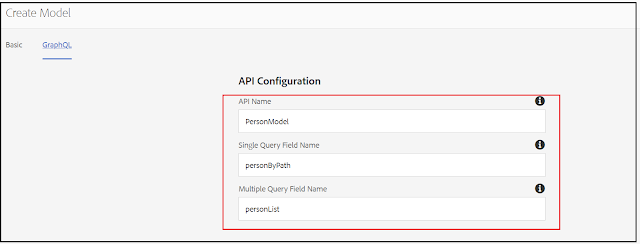 Create Model
Basic GraphQL
API Configuration
API Name
PersonModel
Single Query Field Name
personByPath
Multiple Query Field Name
personList